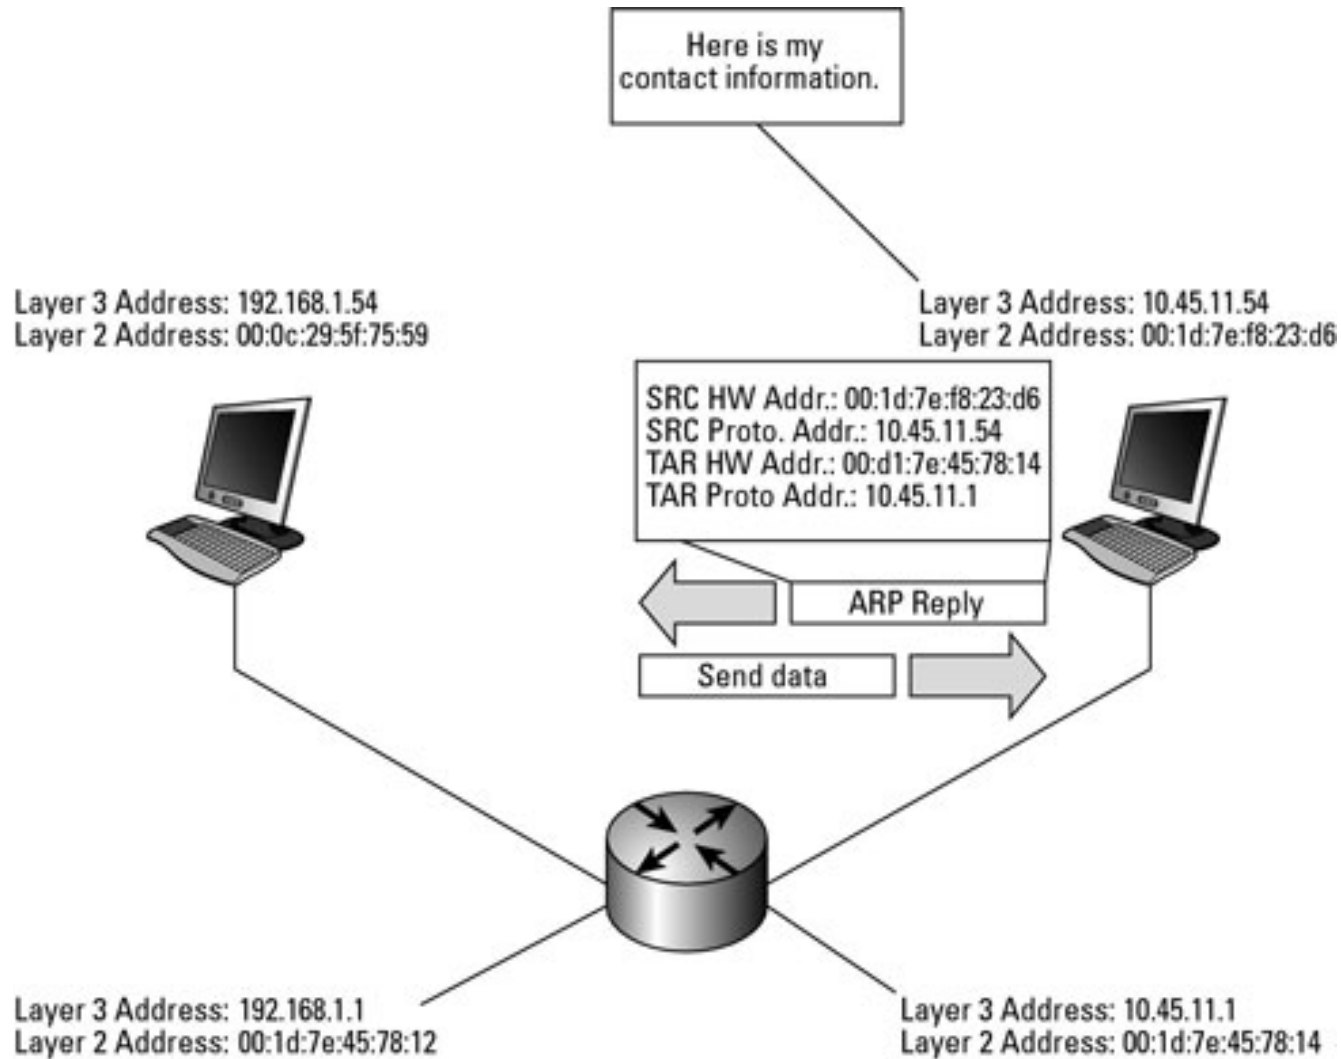 Here is my
contact information.
Layer 3 Address: 192.168.1.54
Layer 2 Address: 00:0c:29:5f:75:59
Layer 3 Address: 10.45.11.54
Layer 2 Address: 00:1d:7e:f8:23:d6
SRC HW Addr.: 00:1d:7e:f8:23:d6
SRC Proto. Addr.: 10.45.11.54
TAR HW Addr.: 00:d1:7e:45:78:14
TAR Proto Addr.: 10.45.11.1
ARP Reply
Send data
Layer 3 Address: 192.168.1.1
Layer 2 Address: 00:1d:7e:45:78:12
Layer 3 Address: 10.45.11.1
Layer 2 Address: 00:1d:7e:45:78:14